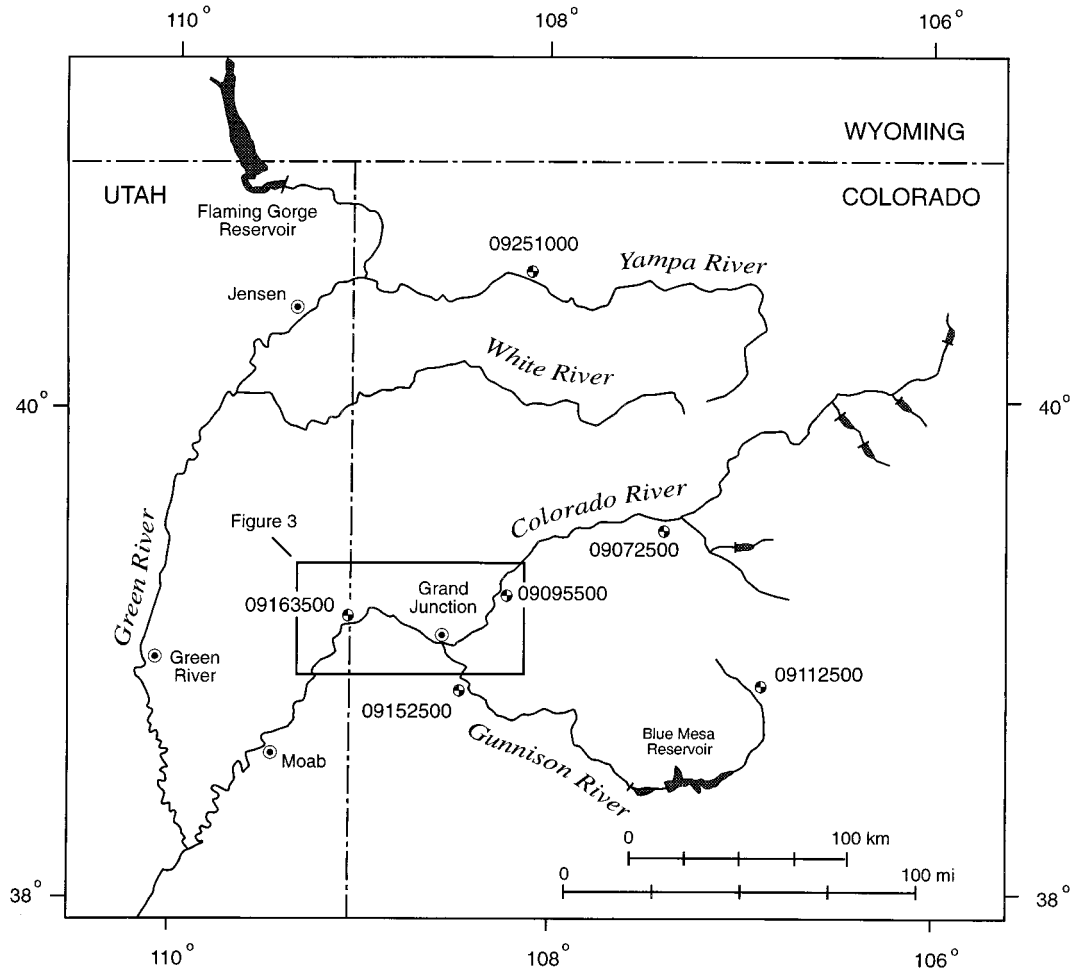 110°
108°
106°
WYOMING
UTAH
COLORADO
Flaming Gorge
Reservoir
09251000
Yampa River
Jensen
White River
40°
40°
Colorado River
Green River
Figure 3
09072500
Grand
Junction
09095500
09163500
Green
River
09112500
09152500
Gunnison River
Blue Mesa
Reservoir
Moab
0
100 km
0
100 mi
38°
38°
110°
108°
106°